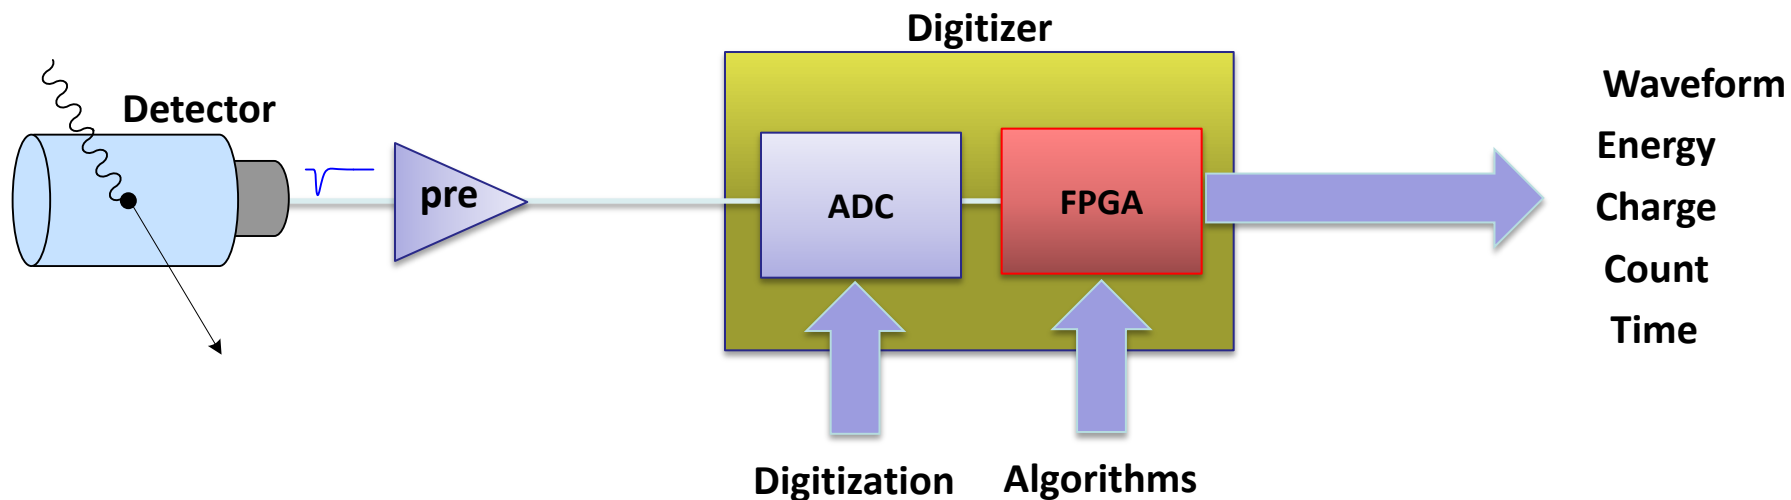 Digitizer
Detector
pre
ADC
FPGA
Waveform
Energy
Charge
Count
Time
Digitization
Algorithms